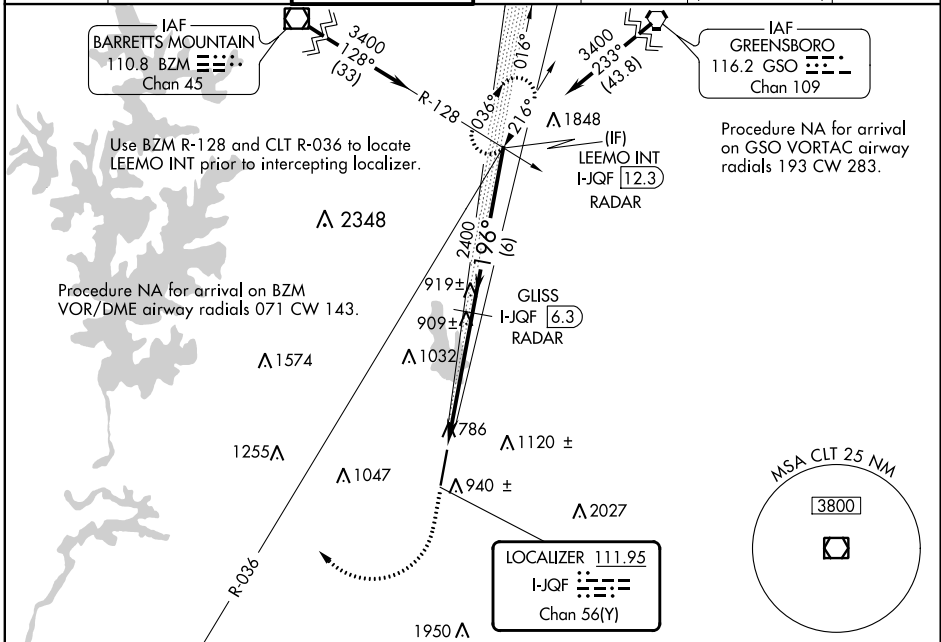 IAF
BARRETTS MOUNTAIN
110.8 BZM
Chan 45
3400
128°
(33)
R-128
036°
016°
216°
3400
233°
(43.8)
IAF
GREENSBORO
116.2 GSO
Chan 109
1848
(IF)
LEEMO INT
I-JQF 12.3
RADAR
Procedure NA for arrival
on GSO VORTAC airway
radials 193 CW 283.
Use BZM R-128 and CLT R-036 to locate
LEEMO INT prior to intercepting localizer.
2348
2400
196°
(6)
Procedure NA for arrival on BZM
VOR/DME airway radials 071 CW 143.
919±
909±
GLISS
I-JQF 6.3
RADAR
1574
1032
786
1120 ±
1255
1047
940 ±
2027
MSA CLT 25 NM
3800
LOCALIZER 111.95
I-JQF
Chan 56(Y)
R-036
1950